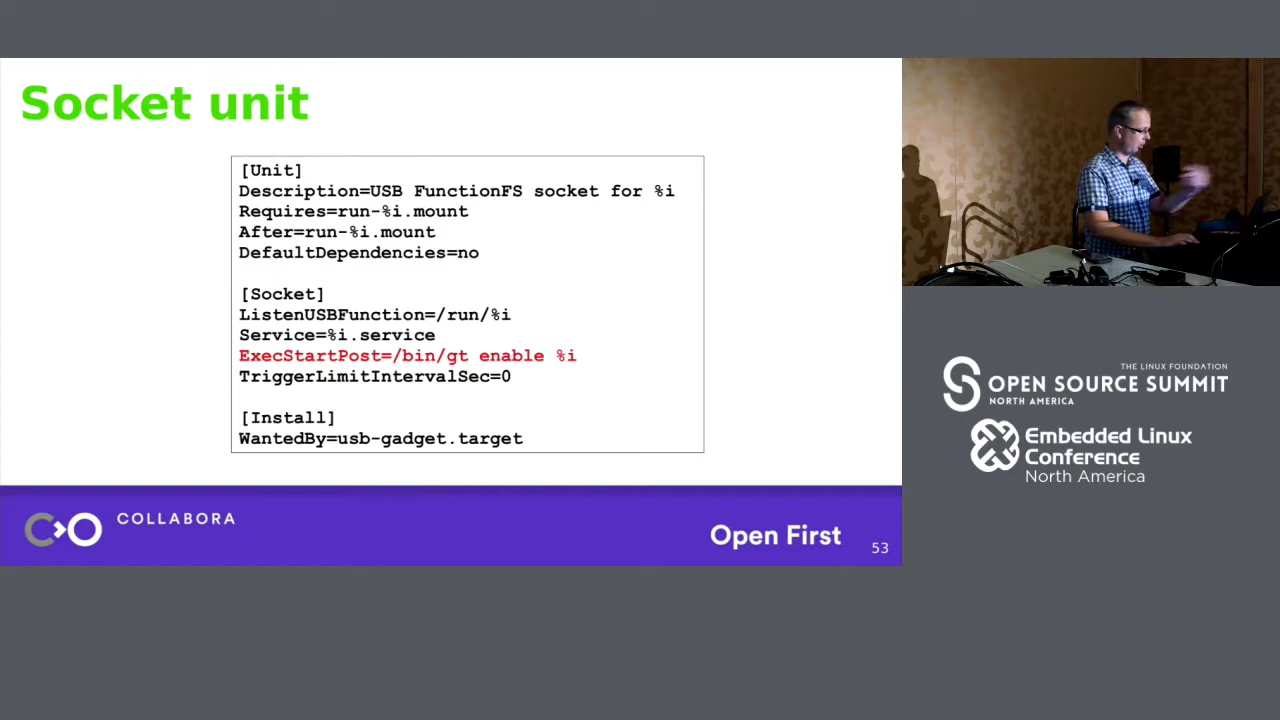 Socket unit
[Unit]
Description=USB FunctionFS socket for %i
Requires=run-%i.mount
After=run-%i.mount
DefaultDependencies=no
[Socket]
ListenUSBFunction=/run/%i
Service=%i.service
ExecStartPost=/bin/gt enable %i
TriggerLimitIntervalSec=0
[Install]
WantedBy=usb-gadget.target
COLLABORA
Open First
53
THE LINUX FOUNDATION
OPEN SOURCE SUMMIT
NORTH AMERICA
Embedded Linux
Conference
North America